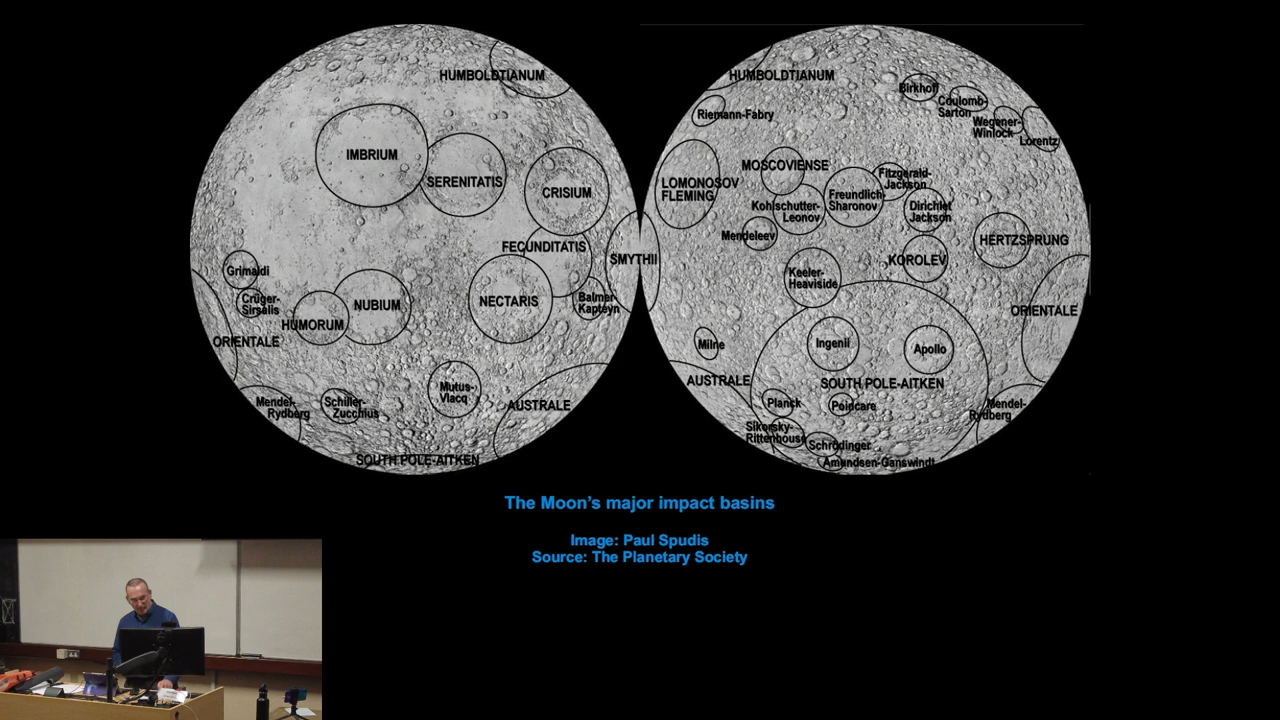 HUMBOLDTIANUM
IMBRIUM
SERENITATIS
CRISIUM
FECUNDITATIS
SMYTHII
Grimaldi
Crüger-
Sirsalis
NUBIUM
NECTARIS
Balmer-
Kapteyn
HUMORUM
ORIENTALE
Mutus-
Vlacq
Mendel-
Rydberg
Schiller-
Zucchius
AUSTRALE
SOUTH POLE-AITKEN
HUMBOLDTIANUM
Birkhoff
Coulomb-
Sarton
Riemann-Fabry
Wegener-
Winlock
Lorentz
MOSCOVIENSE
LOMONOSOV
FLEMING
Fitzgerald-
Jackson
Freundlich-
Sharonov
Kohlschutter-
Leonov
Dirichlet
Jackson
Mendeleev
HERTZSPRUNG
KOROLEV
Keeler-
Heaviside
ORIENTALE
Milne
Ingenii
Apollo
AUSTRALE
SOUTH POLE-AITKEN
Planck
Poincare
Mendel-
Rydberg
Sikorsky-
Rittenhouse
Schrödinger
Amundsen-Ganswindt
The Moon’s major impact basins
Image: Paul Spudis
Source: The Planetary Society